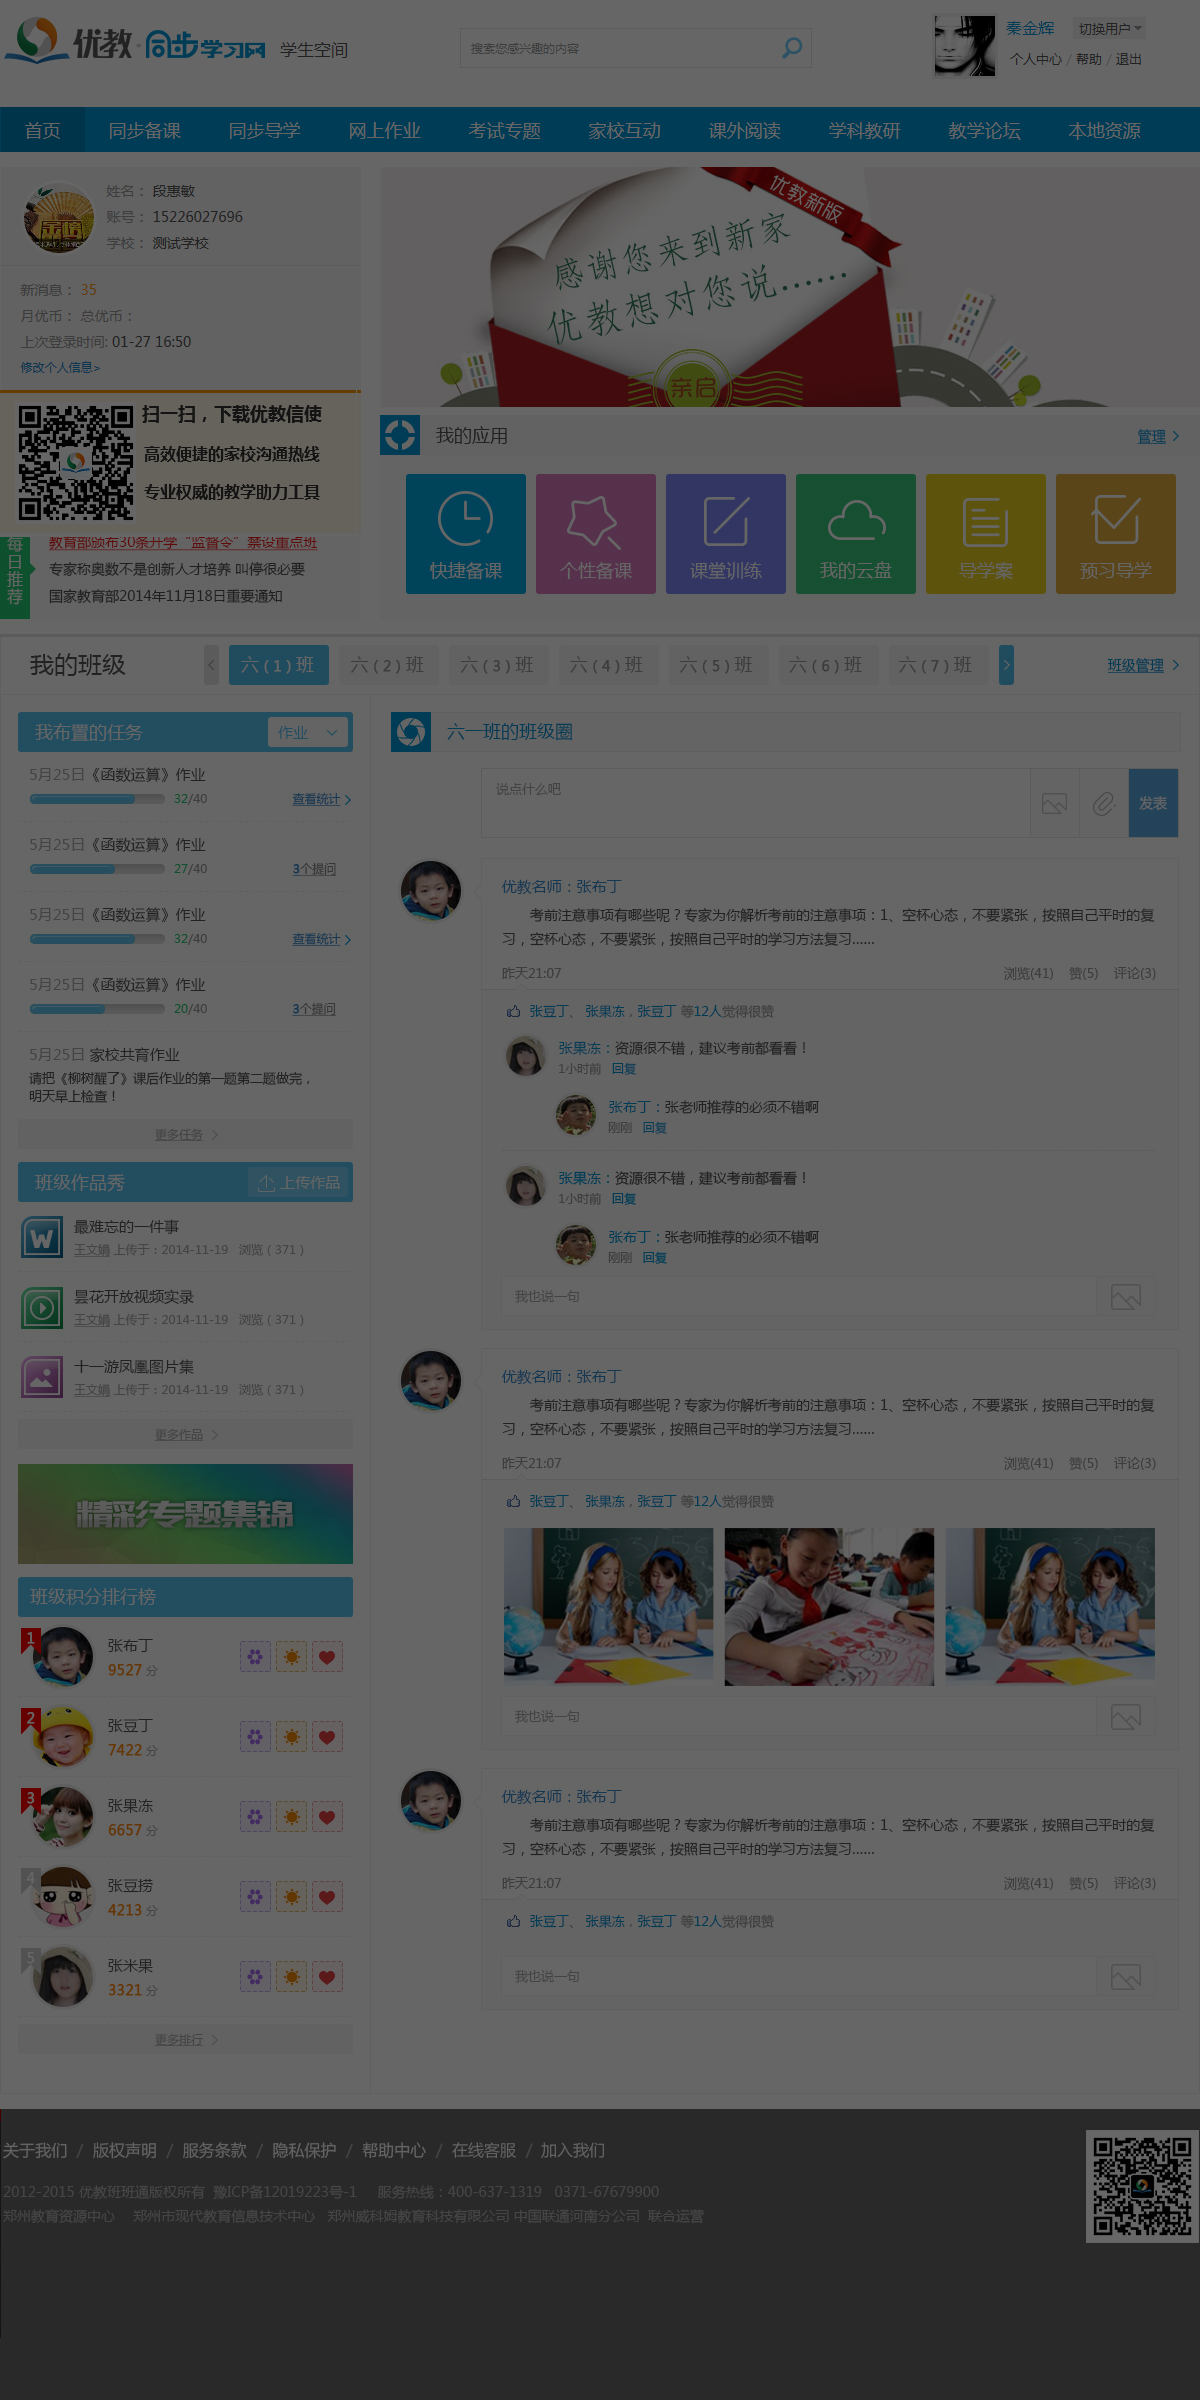 优教·同步学习网 学生空间
搜索您感兴趣的内容
秦金辉 切换用户
个人中心 / 帮助 / 退出
首页 同步备课 同步导学 网上作业 考试专题 家校互动 课外阅读 学科教研 教学论坛 本地资源
姓名： 段惠敏
账号： 15226027696
学校： 测试学校
新消息： 35
月优币： 总优币：
上次登录时间: 01-27 16:50
修改个人信息>
优教新版
感谢您来到新家
优教想对您说......
亲启
扫一扫，下载优教信使
高效便捷的家校沟通热线
专业权威的教学助力工具
每日推荐
教育部颁布30条升学“监督令”禁设重点班
专家称奥数不是创新人才培养 叫停很必要
国家教育部2014年11月18日重要通知
我的应用 管理
快捷备课 个性备课 课堂训练 我的云盘 导学案 预习导学
我的班级 六（1）班 六（2）班 六（3）班 六（4）班 六（5）班 六（6）班 六（7）班 班级管理
我布置的任务 作业
5月25日《函数运算》作业
32/40 查看统计
5月25日《函数运算》作业
27/40 3个提问
5月25日《函数运算》作业
32/40 查看统计
5月25日《函数运算》作业
20/40 3个提问
5月25日 家校共育作业
请把《柳树醒了》课后作业的第一题第二题做完，
明天早上检查！
更多任务
班级作品秀 上传作品
最难忘的一件事
王文娟 上传于：2014-11-19 浏览（371）
昙花开放视频实录
王文娟 上传于：2014-11-19 浏览（371）
十一游凤凰图片集
王文娟 上传于：2014-11-19 浏览（371）
更多作品
精彩专题集锦
班级积分排行榜
1 张布丁
9527 分
2 张豆丁
7422 分
3 张果冻
6657 分
4 张豆捞
4213 分
5 张米果
3321 分
更多排行
六一班的班级圈
说点什么吧 发表
优教名师：张布丁
考前注意事项有哪些呢？专家为你解析考前的注意事项：1、空杯心态，不要紧张，按照自己平时的复
习，空杯心态，不要紧张，按照自己平时的学习方法复习......
昨天21:07 浏览(41) 赞(5) 评论(3)
张豆丁、 张果冻，张豆丁 等12人觉得很赞
张果冻：资源很不错，建议考前都看看！
1小时前 回复
张布丁：张老师推荐的必须不错啊
刚刚 回复
张果冻：资源很不错，建议考前都看看！
1小时前 回复
张布丁：张老师推荐的必须不错啊
刚刚 回复
我也说一句
优教名师：张布丁
考前注意事项有哪些呢？专家为你解析考前的注意事项：1、空杯心态，不要紧张，按照自己平时的复
习，空杯心态，不要紧张，按照自己平时的学习方法复习......
昨天21:07 浏览(41) 赞(5) 评论(3)
张豆丁、 张果冻，张豆丁 等12人觉得很赞
我也说一句
优教名师：张布丁
考前注意事项有哪些呢？专家为你解析考前的注意事项：1、空杯心态，不要紧张，按照自己平时的复
习，空杯心态，不要紧张，按照自己平时的学习方法复习......
昨天21:07 浏览(41) 赞(5) 评论(3)
张豆丁、 张果冻，张豆丁 等12人觉得很赞
我也说一句
关于我们 / 版权声明 / 服务条款 / 隐私保护 / 帮助中心 / 在线客服 / 加入我们
2012-2015 优教班班通版权所有 豫ICP备12019223号-1 服务热线：400-637-1319 0371-67679900
郑州教育资源中心 郑州市现代教育信息技术中心 郑州威科姆教育科技有限公司 中国联通河南分公司 联合运营